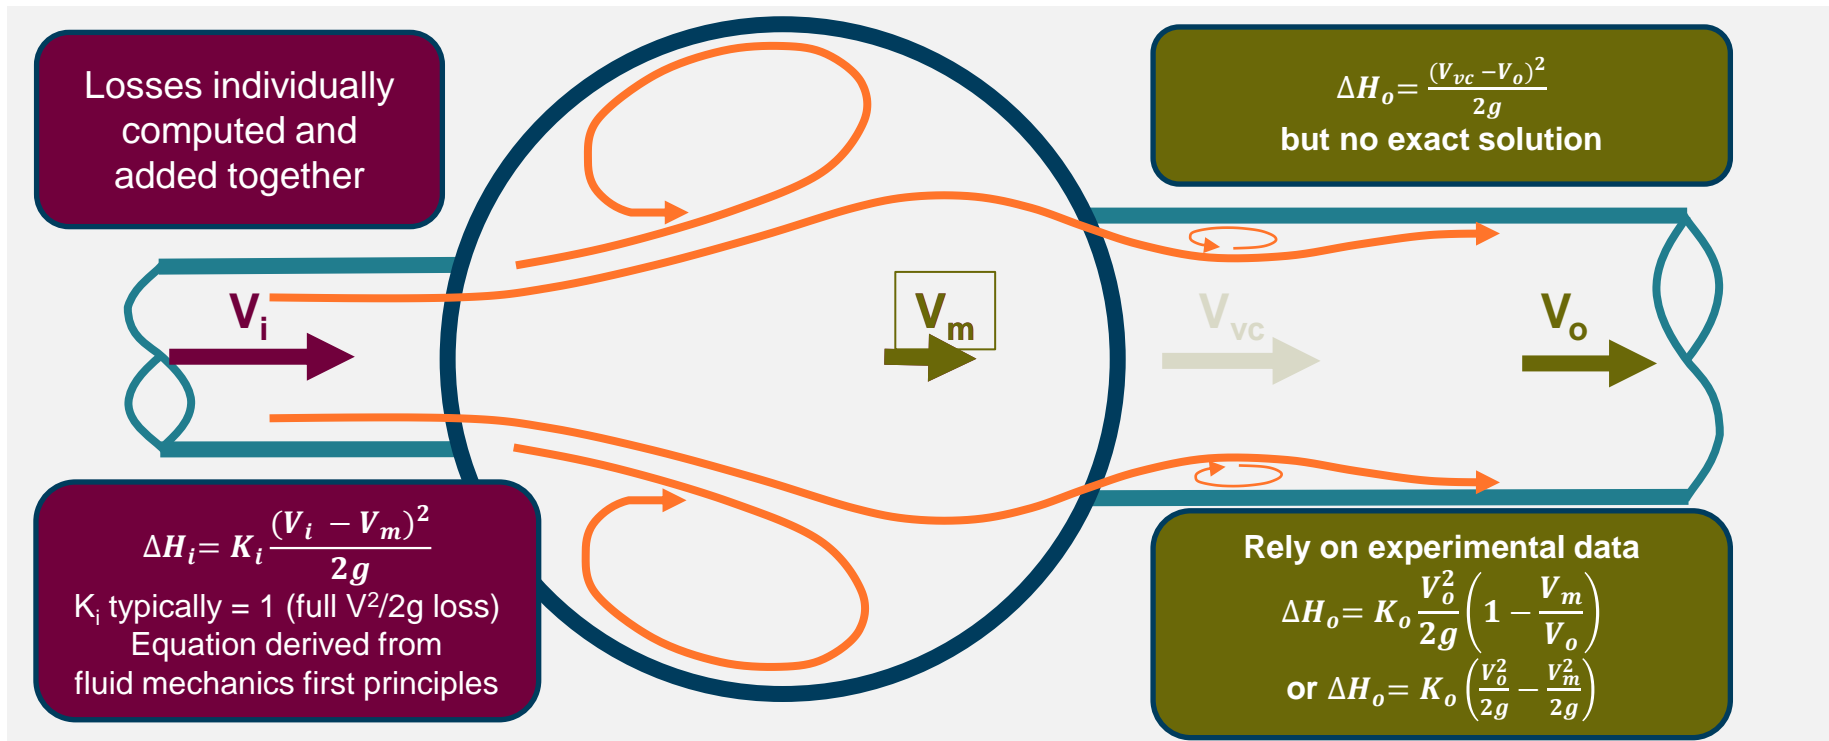 Losses individually
computed and
added together
ΔH_o= (V_vc −V_o)^2 / 2g
but no exact solution
V_i
V_m
V_vc
V_o
ΔH_i= K_i (V_i − V_m)^2 / 2g
K_i typically = 1 (full V^2/2g loss)
Equation derived from
fluid mechanics first principles
Rely on experimental data
ΔH_o= K_o V_o^2/2g (1 − V_m/V_o)
or ΔH_o= K_o (V_o^2/2g − V_m^2/2g)